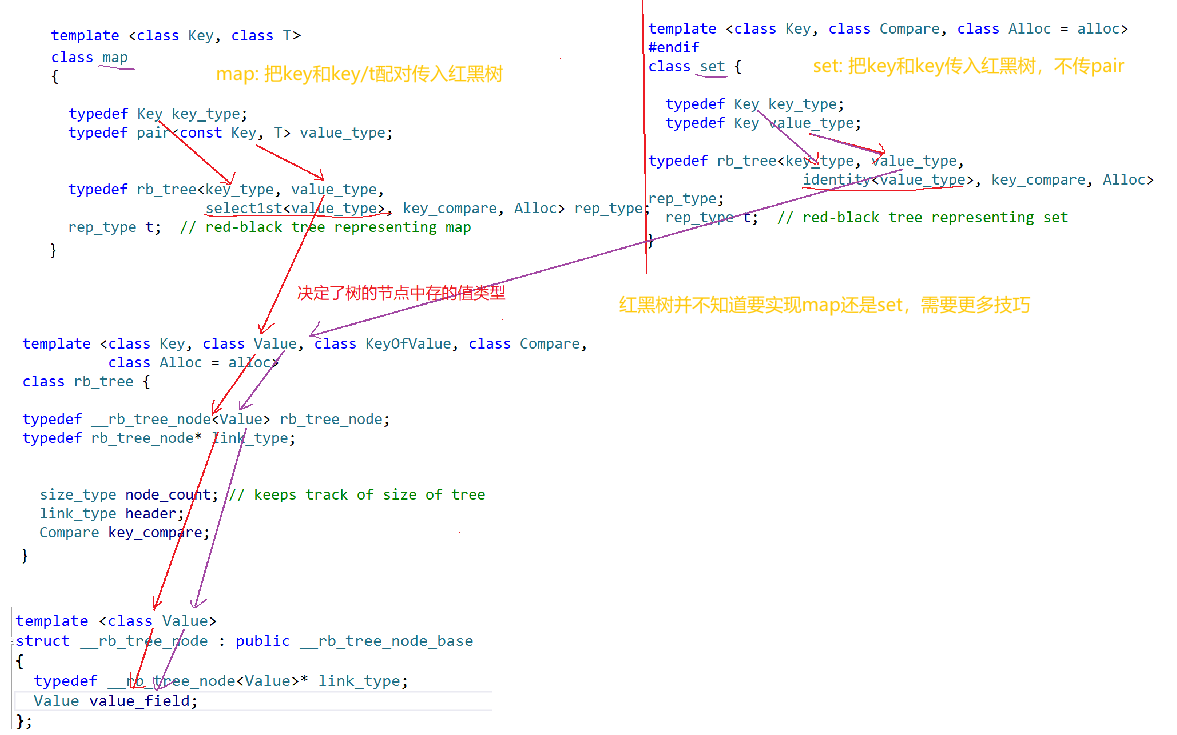 template <class Key, class T>
class map
{
map: 把key和key/t配对传入红黑树
typedef Key key_type;
typedef pair<const Key, T> value_type;
typedef rb_tree<key_type, value_type,
select1st<value_type>, key_compare, Alloc> rep_type;
rep_type t;  // red-black tree representing map
}
template <class Key, class Compare, class Alloc = alloc>
#endif
class set {
set: 把key和key传入红黑树，不传pair
typedef Key key_type;
typedef Key value_type;
typedef rb_tree<key_type, value_type,
identity<value_type>, key_compare, Alloc>
rep_type;
rep_type t;  // red-black tree representing set
}
决定了树的节点中存的值类型
红黑树并不知道要实现map还是set，需要更多技巧
template <class Key, class Value, class KeyOfValue, class Compare,
class Alloc = alloc>
class rb_tree {
typedef __rb_tree_node<Value> rb_tree_node;
typedef rb_tree_node* link_type;
size_type node_count; // keeps track of size of tree
link_type header;
Compare key_compare;
}
template <class Value>
struct __rb_tree_node : public __rb_tree_node_base
{
typedef __rb_tree_node<Value>* link_type;
Value value_field;
};